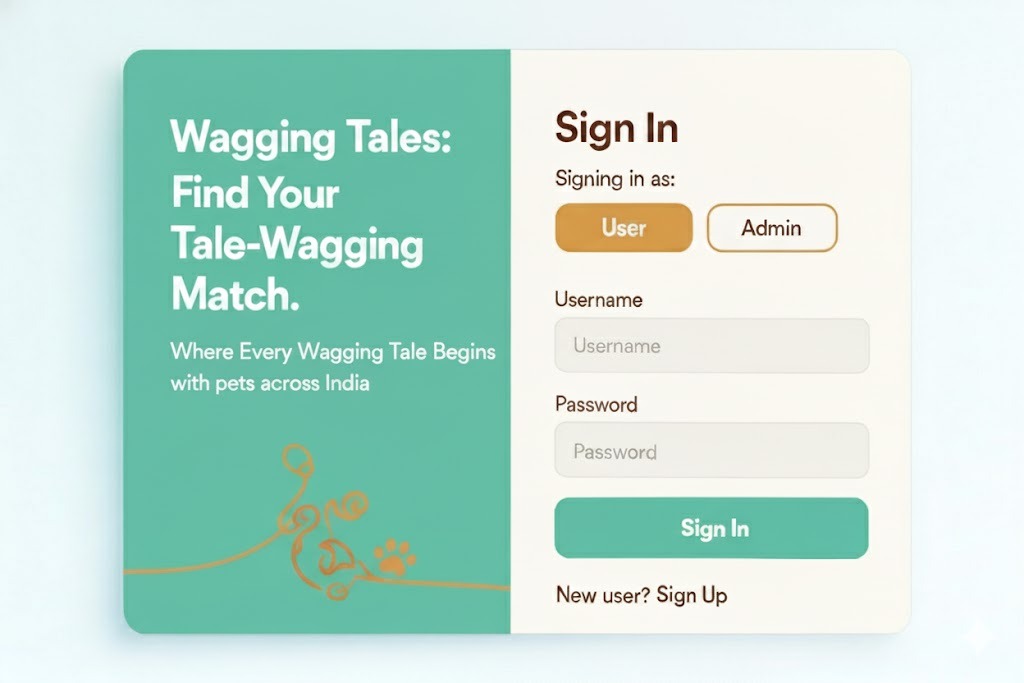 Wagging Tales:
Find Your
Tale-Wagging
Match.
Where Every Wagging Tale Begins
with pets across India
Sign In
Signing in as:
User
Admin
Username
Username
Password
Password
Sign In
New user? Sign Up